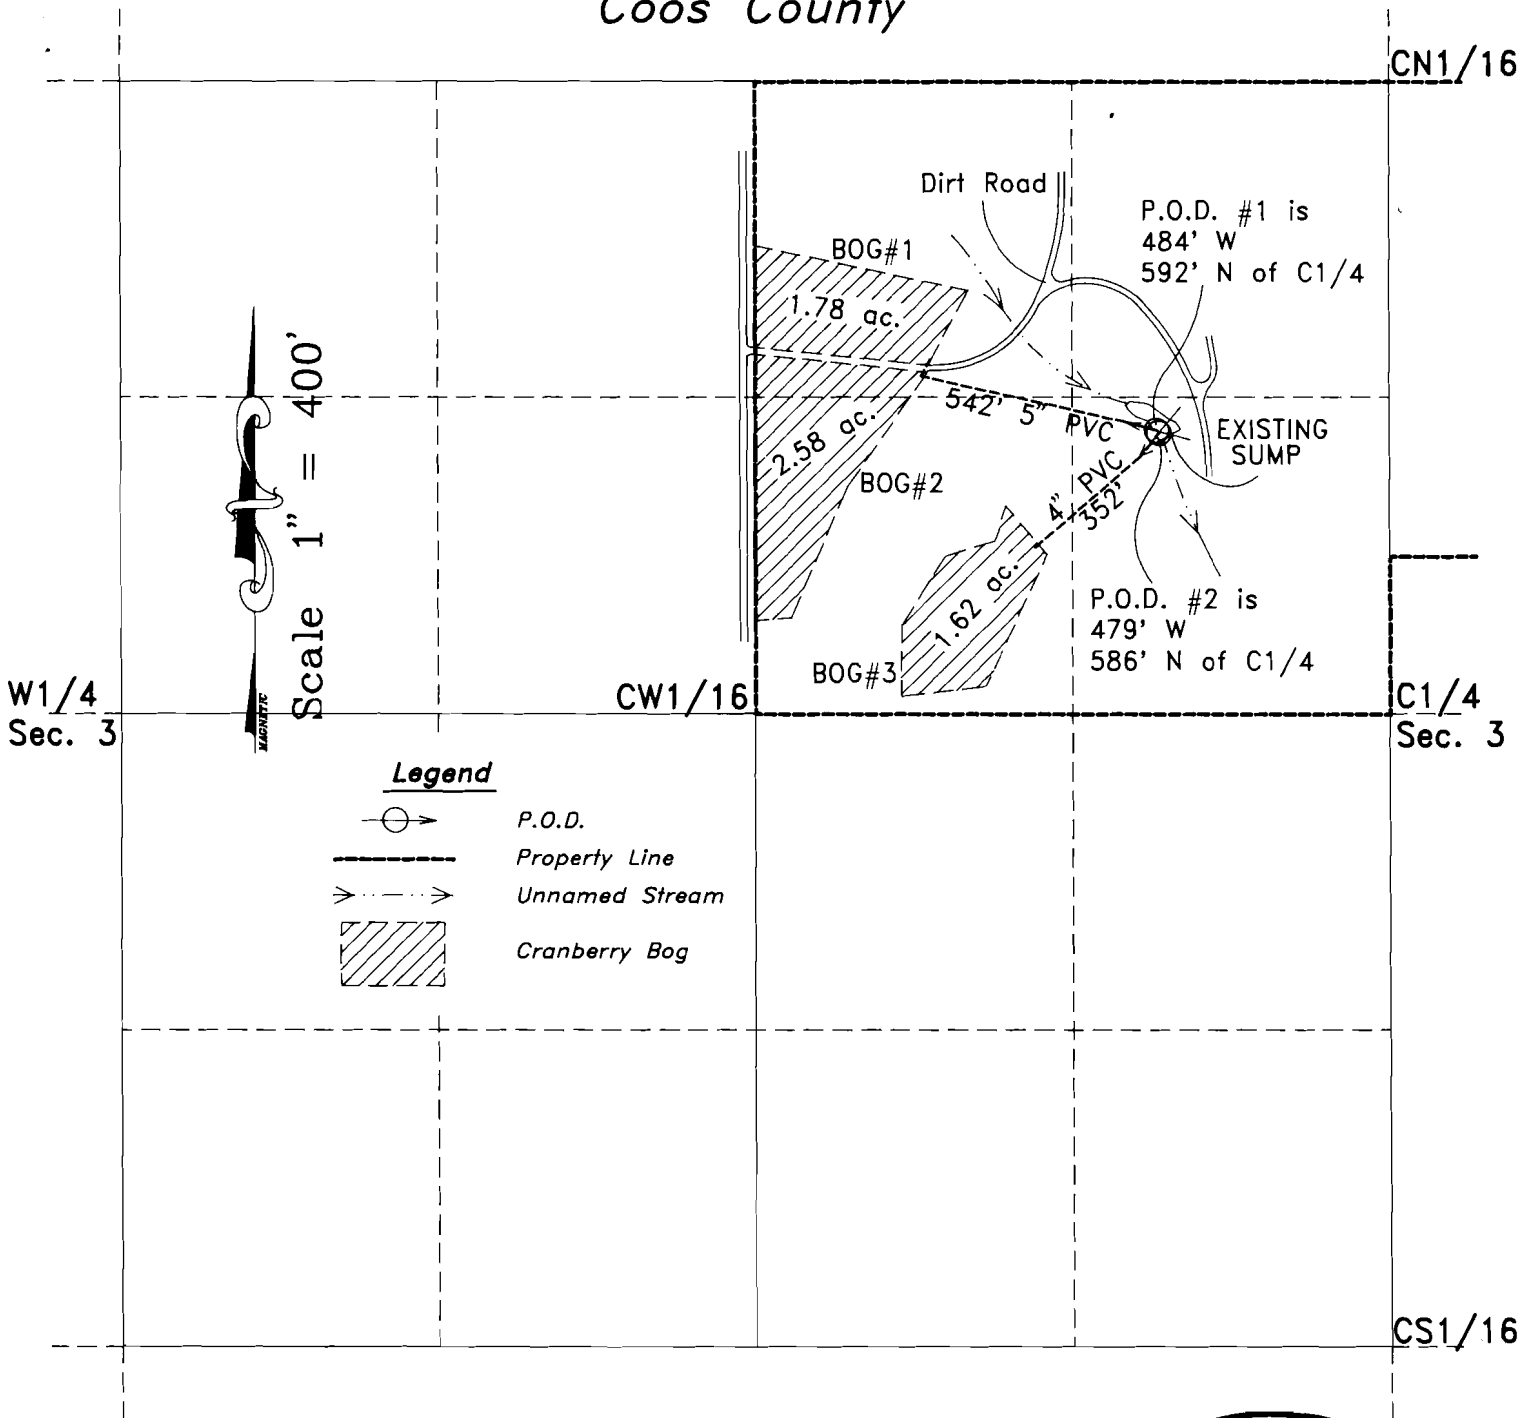 Coos County
CN1/16
Dirt Road
P.O.D. #1 is
484' W
592' N of C1/4
BOG#1
1.78 ac.
Scale 1" = 400'
542' 5" PVC
EXISTING
SUMP
2.58 ac.
BOG#2
4" PVC
352'
1.62 ac.
P.O.D. #2 is
479' W
586' N of C1/4
BOG#3
W1/4
Sec. 3
MAGNETIC
CW1/16
C1/4
Sec. 3
Legend
P.O.D.
Property Line
Unnamed Stream
Cranberry Bog
CS1/16